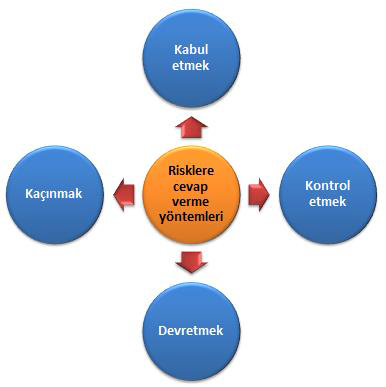 Kabul
etmek
Kaçınmak
Risklere
cevap
verme
yöntemleri
Kontrol
etmek
Devretmek